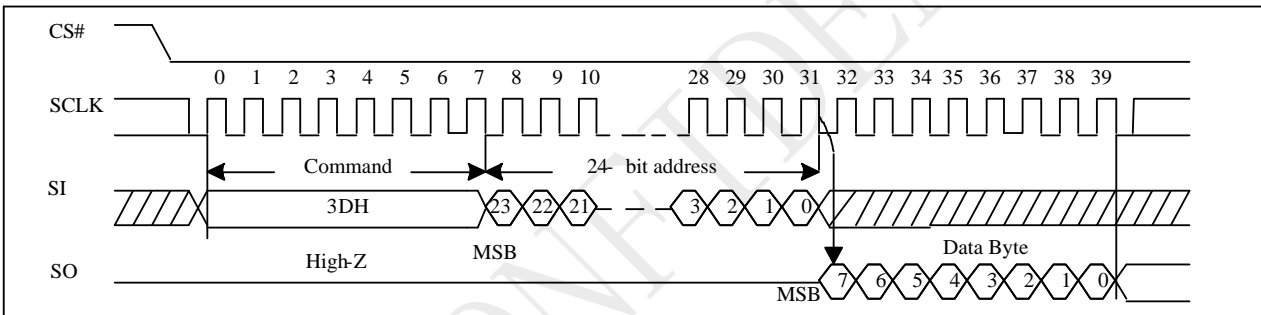 CS#
0 1 2 3 4 5 6 7 8 9 10 28 29 30 31 32 33 34 35 36 37 38 39
SCLK
Command 24- bit address
SI
3DH 23 22 21 3 2 1 0
High-Z MSB Data Byte
SO
MSB 7 6 5 4 3 2 1 0